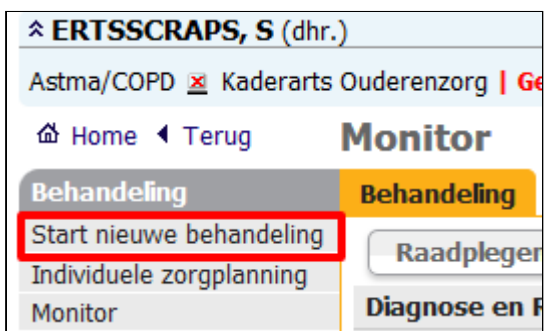 ERTSSCRAPS, S (dhr.)
Astma/COPD Kaderarts Ouderenzorg |
Home Terug
Monitor
Behandeling
Behandeling
Start nieuwe behandeling
Raadplegen
Individuele zorgplanning
Monitor
Diagnose en